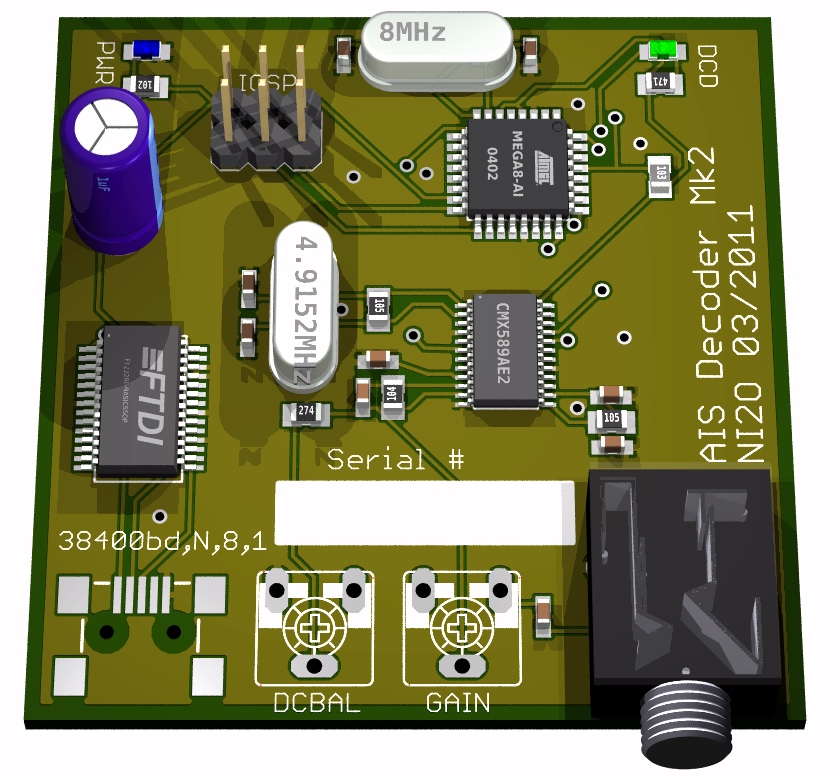 8MHz
PWR
102
ICSP
471
DCD
1uF
ATMEL
MEGA8-AI
0402
103
4.9152MHz
105
CMX589AE2
AIS Decoder Mk2
NI2O 03/2011
FTDI
104
274
105
Serial #
38400bd,N,8,1
DCBAL
GAIN